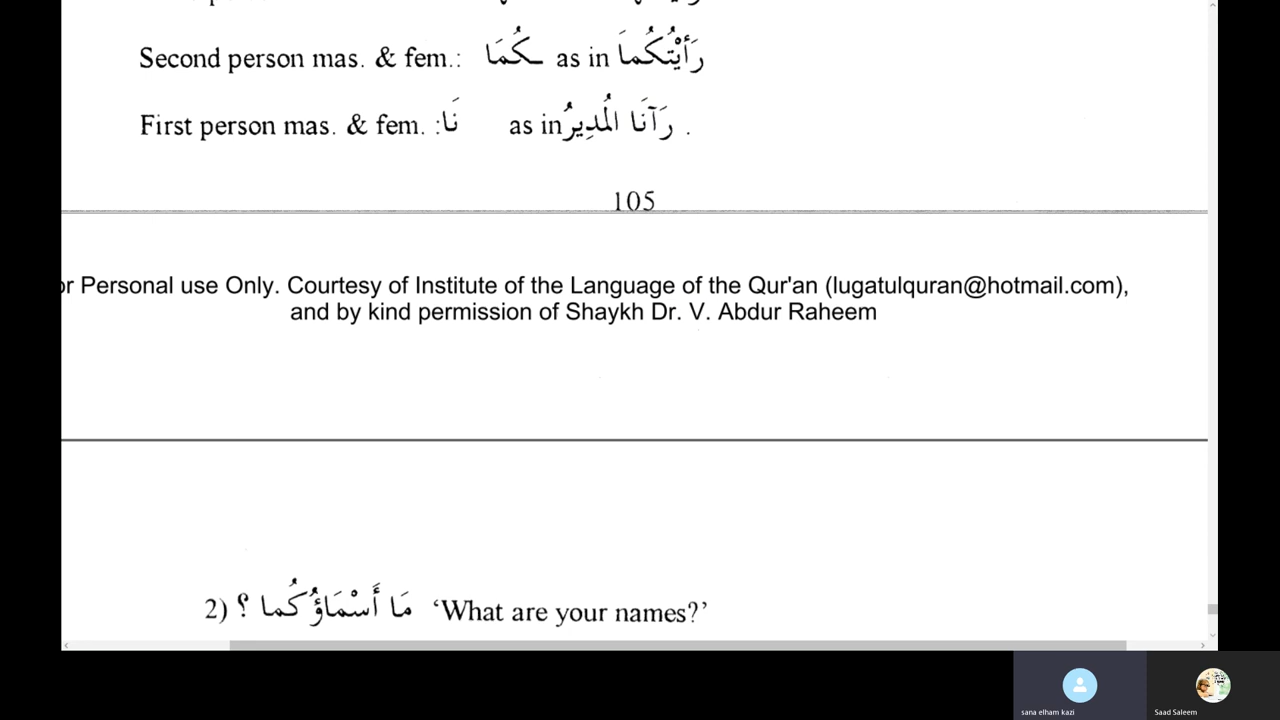 Second person mas. & fem.: ـكُمَا as in رَأَيْتُكُمَا
First person mas. & fem. :نَا as in رَآنَا الْمُدِيرُ .
105
or Personal use Only. Courtesy of Institute of the Language of the Qur'an (lugatulquran@hotmail.com),
and by kind permission of Shaykh Dr. V. Abdur Raheem
2) مَا أَسْمَاؤُكُما ؟ ‘What are your names?’
sana elham kazi
Saad Saleem